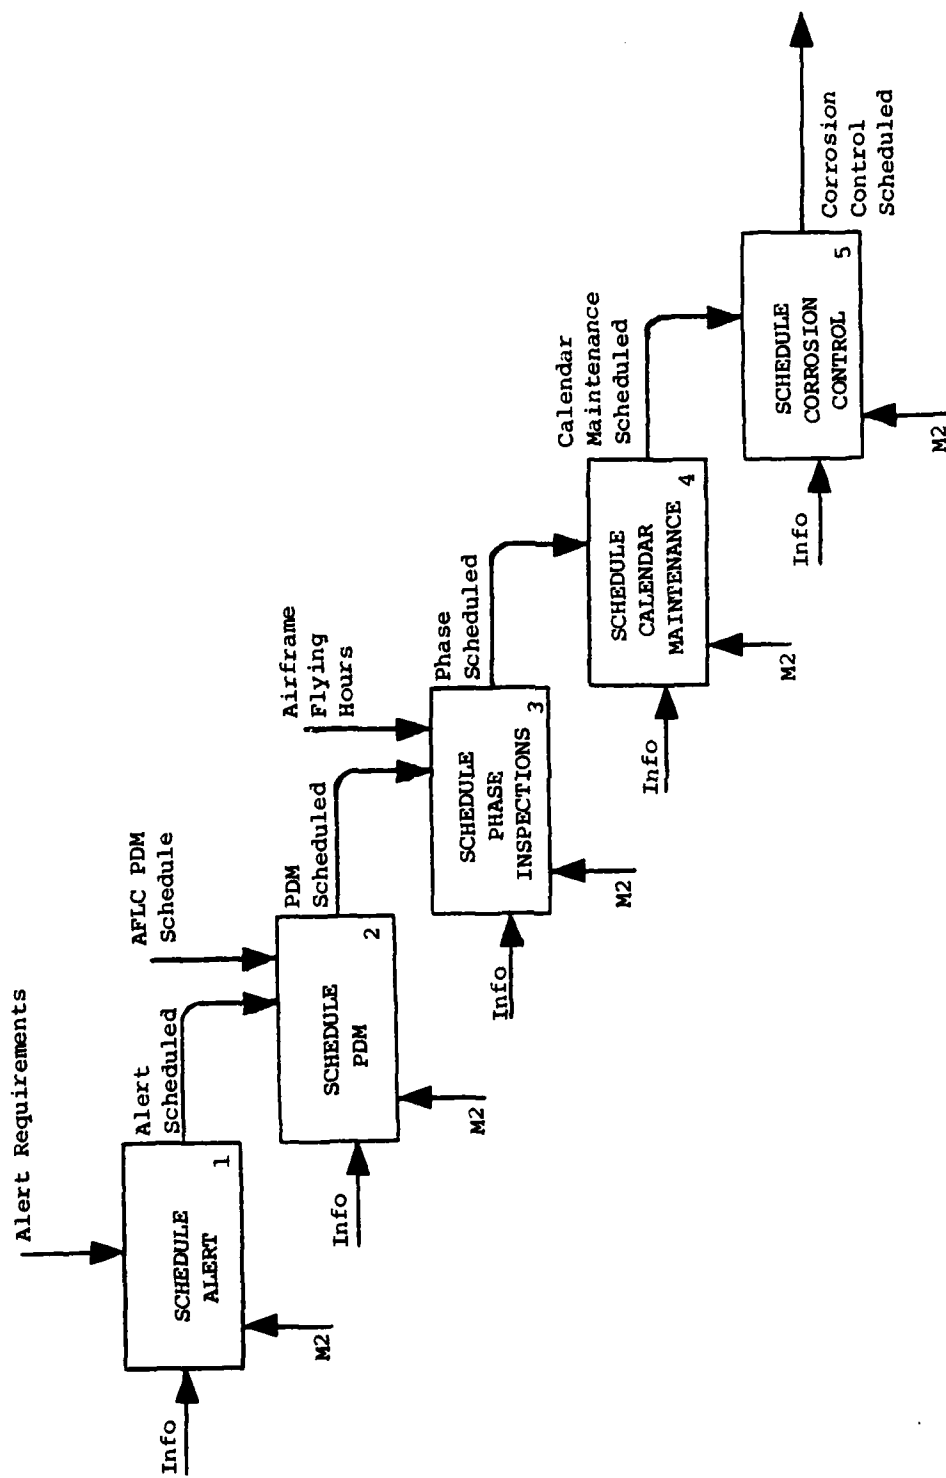 Alert Requirements
Info
SCHEDULE
ALERT
1
M2
Alert
Scheduled
AFLC PDM
Schedule
Info
SCHEDULE
PDM
2
M2
PDM
Scheduled
Airframe
Flying
Hours
Info
SCHEDULE
PHASE
INSPECTIONS
3
M2
Phase
Scheduled
Info
SCHEDULE
CALENDAR
MAINTENANCE
4
M2
Calendar
Maintenance
Scheduled
Info
SCHEDULE
CORROSION
CONTROL
5
M2
Corrosion
Control
Scheduled